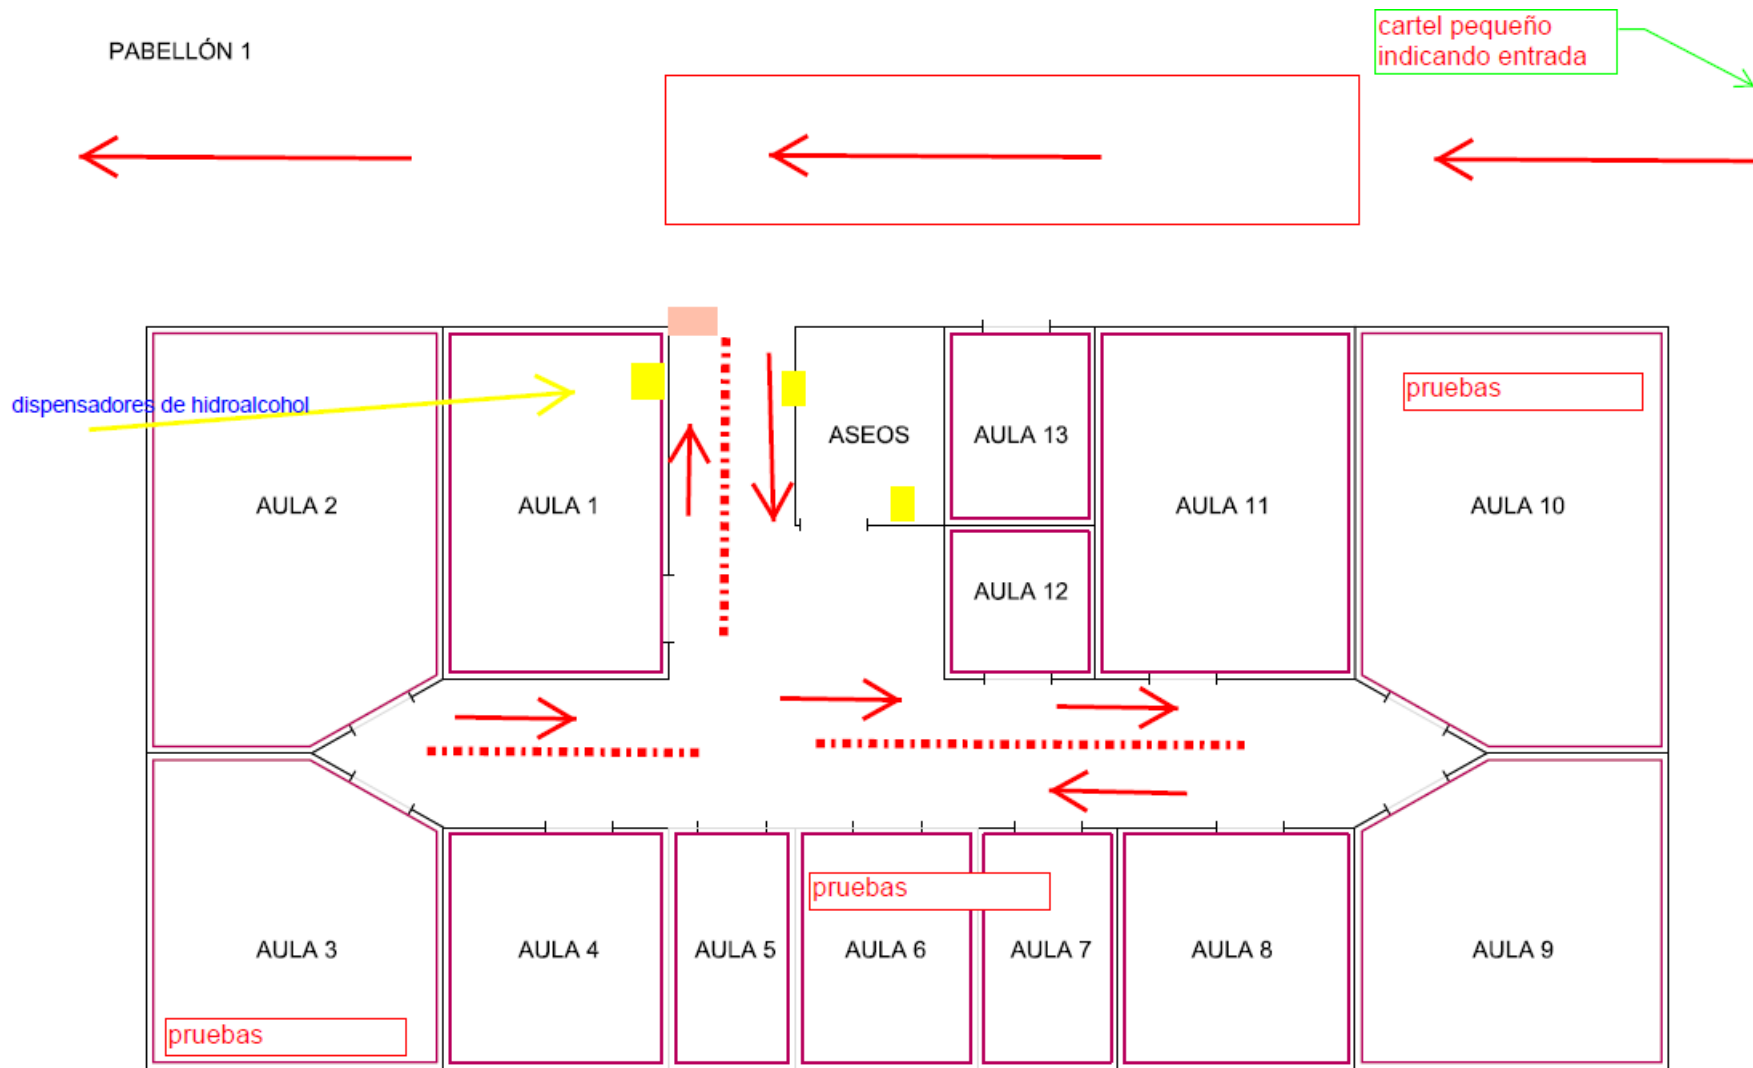 cartel pequeño
indicando entrada
PABELLÓN 1
pruebas
dispensadores de hidroalcohol
ASEOS
AULA 13
AULA 2
AULA 1
AULA 11
AULA 10
AULA 12
pruebas
AULA 3
AULA 4
AULA 5
AULA 6
AULA 7
AULA 8
AULA 9
pruebas